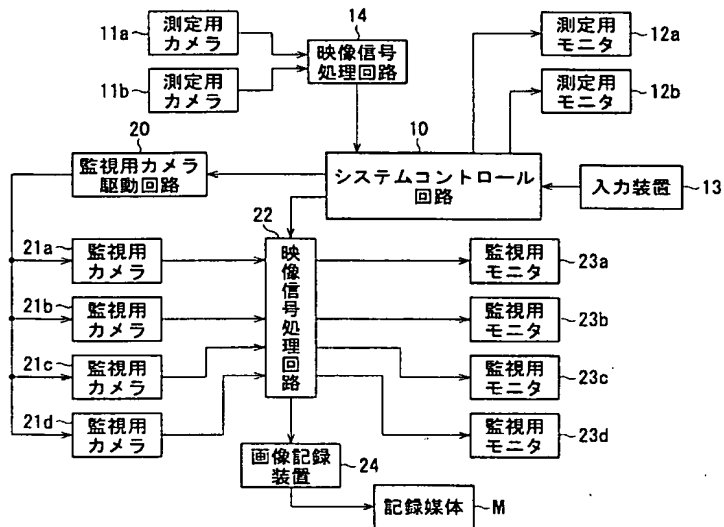 11a
測定用
カメラ
11b
測定用
カメラ
14
映像信号
処理回路
測定用
モニタ
12a
測定用
モニタ
12b
20
監視用カメラ
駆動回路
10
システムコントロール
回路
入力装置
13
21a
監視用
カメラ
21b
監視用
カメラ
21c
監視用
カメラ
21d
監視用
カメラ
22
映像信号処理回路
監視用
モニタ
23a
監視用
モニタ
23b
監視用
モニタ
23c
監視用
モニタ
23d
画像記録
装置
24
記録媒体
M